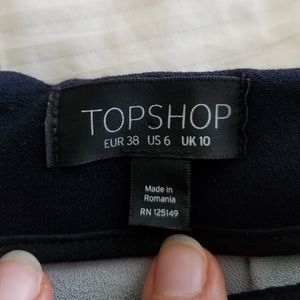 TOPSHOP
EUR 38 US 6 UK 10
Made in
Romania
RN 125149